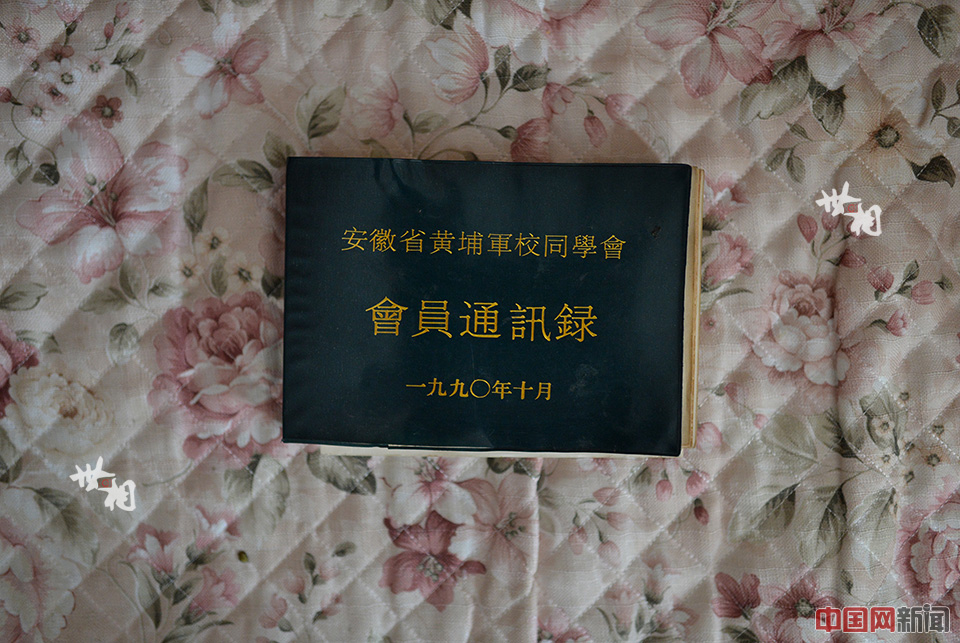 安徽省黄埔軍校同學會
會員通訊録
一九九〇年十月
世相
世相
中国网新闻